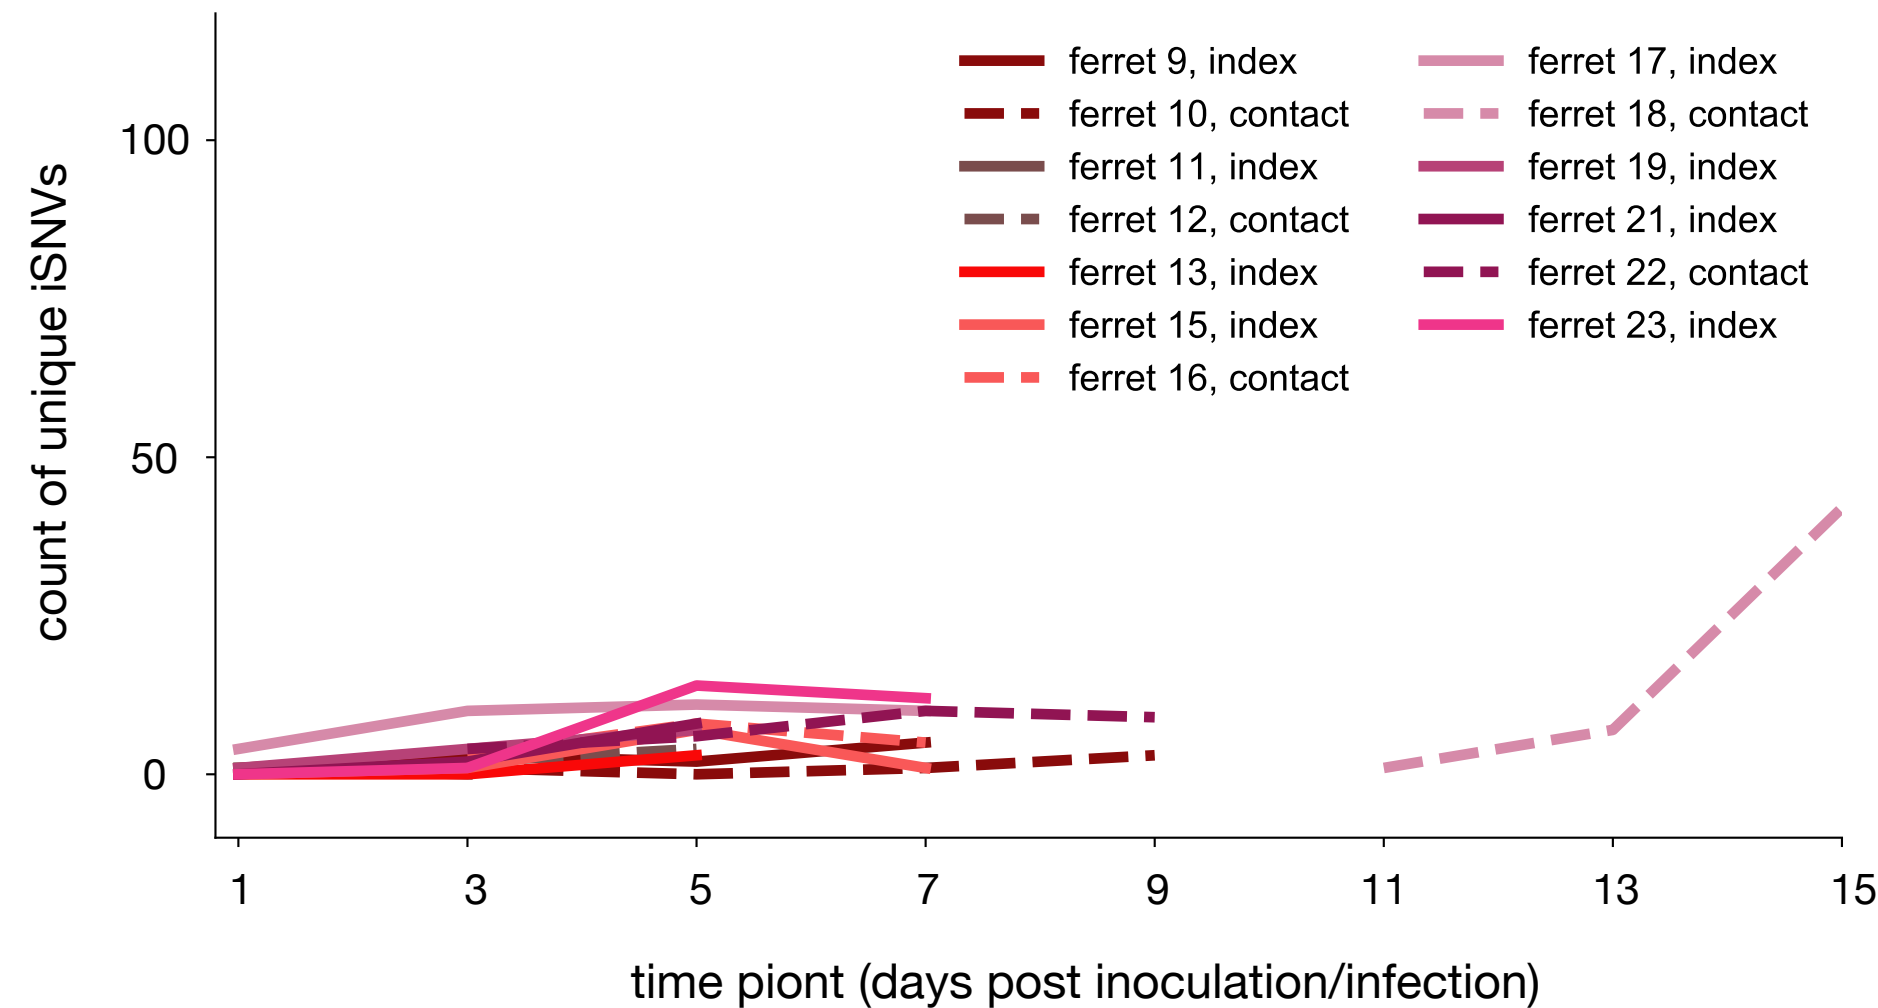 count of unique iSNVs
100
50
0
ferret 9, index
ferret 10, contact
ferret 11, index
ferret 12, contact
ferret 13, index
ferret 15, index
ferret 16, contact
ferret 17, index
ferret 18, contact
ferret 19, index
ferret 21, index
ferret 22, contact
ferret 23, index
1 3 5 7 9 11 13 15
time piont (days post inoculation/infection)